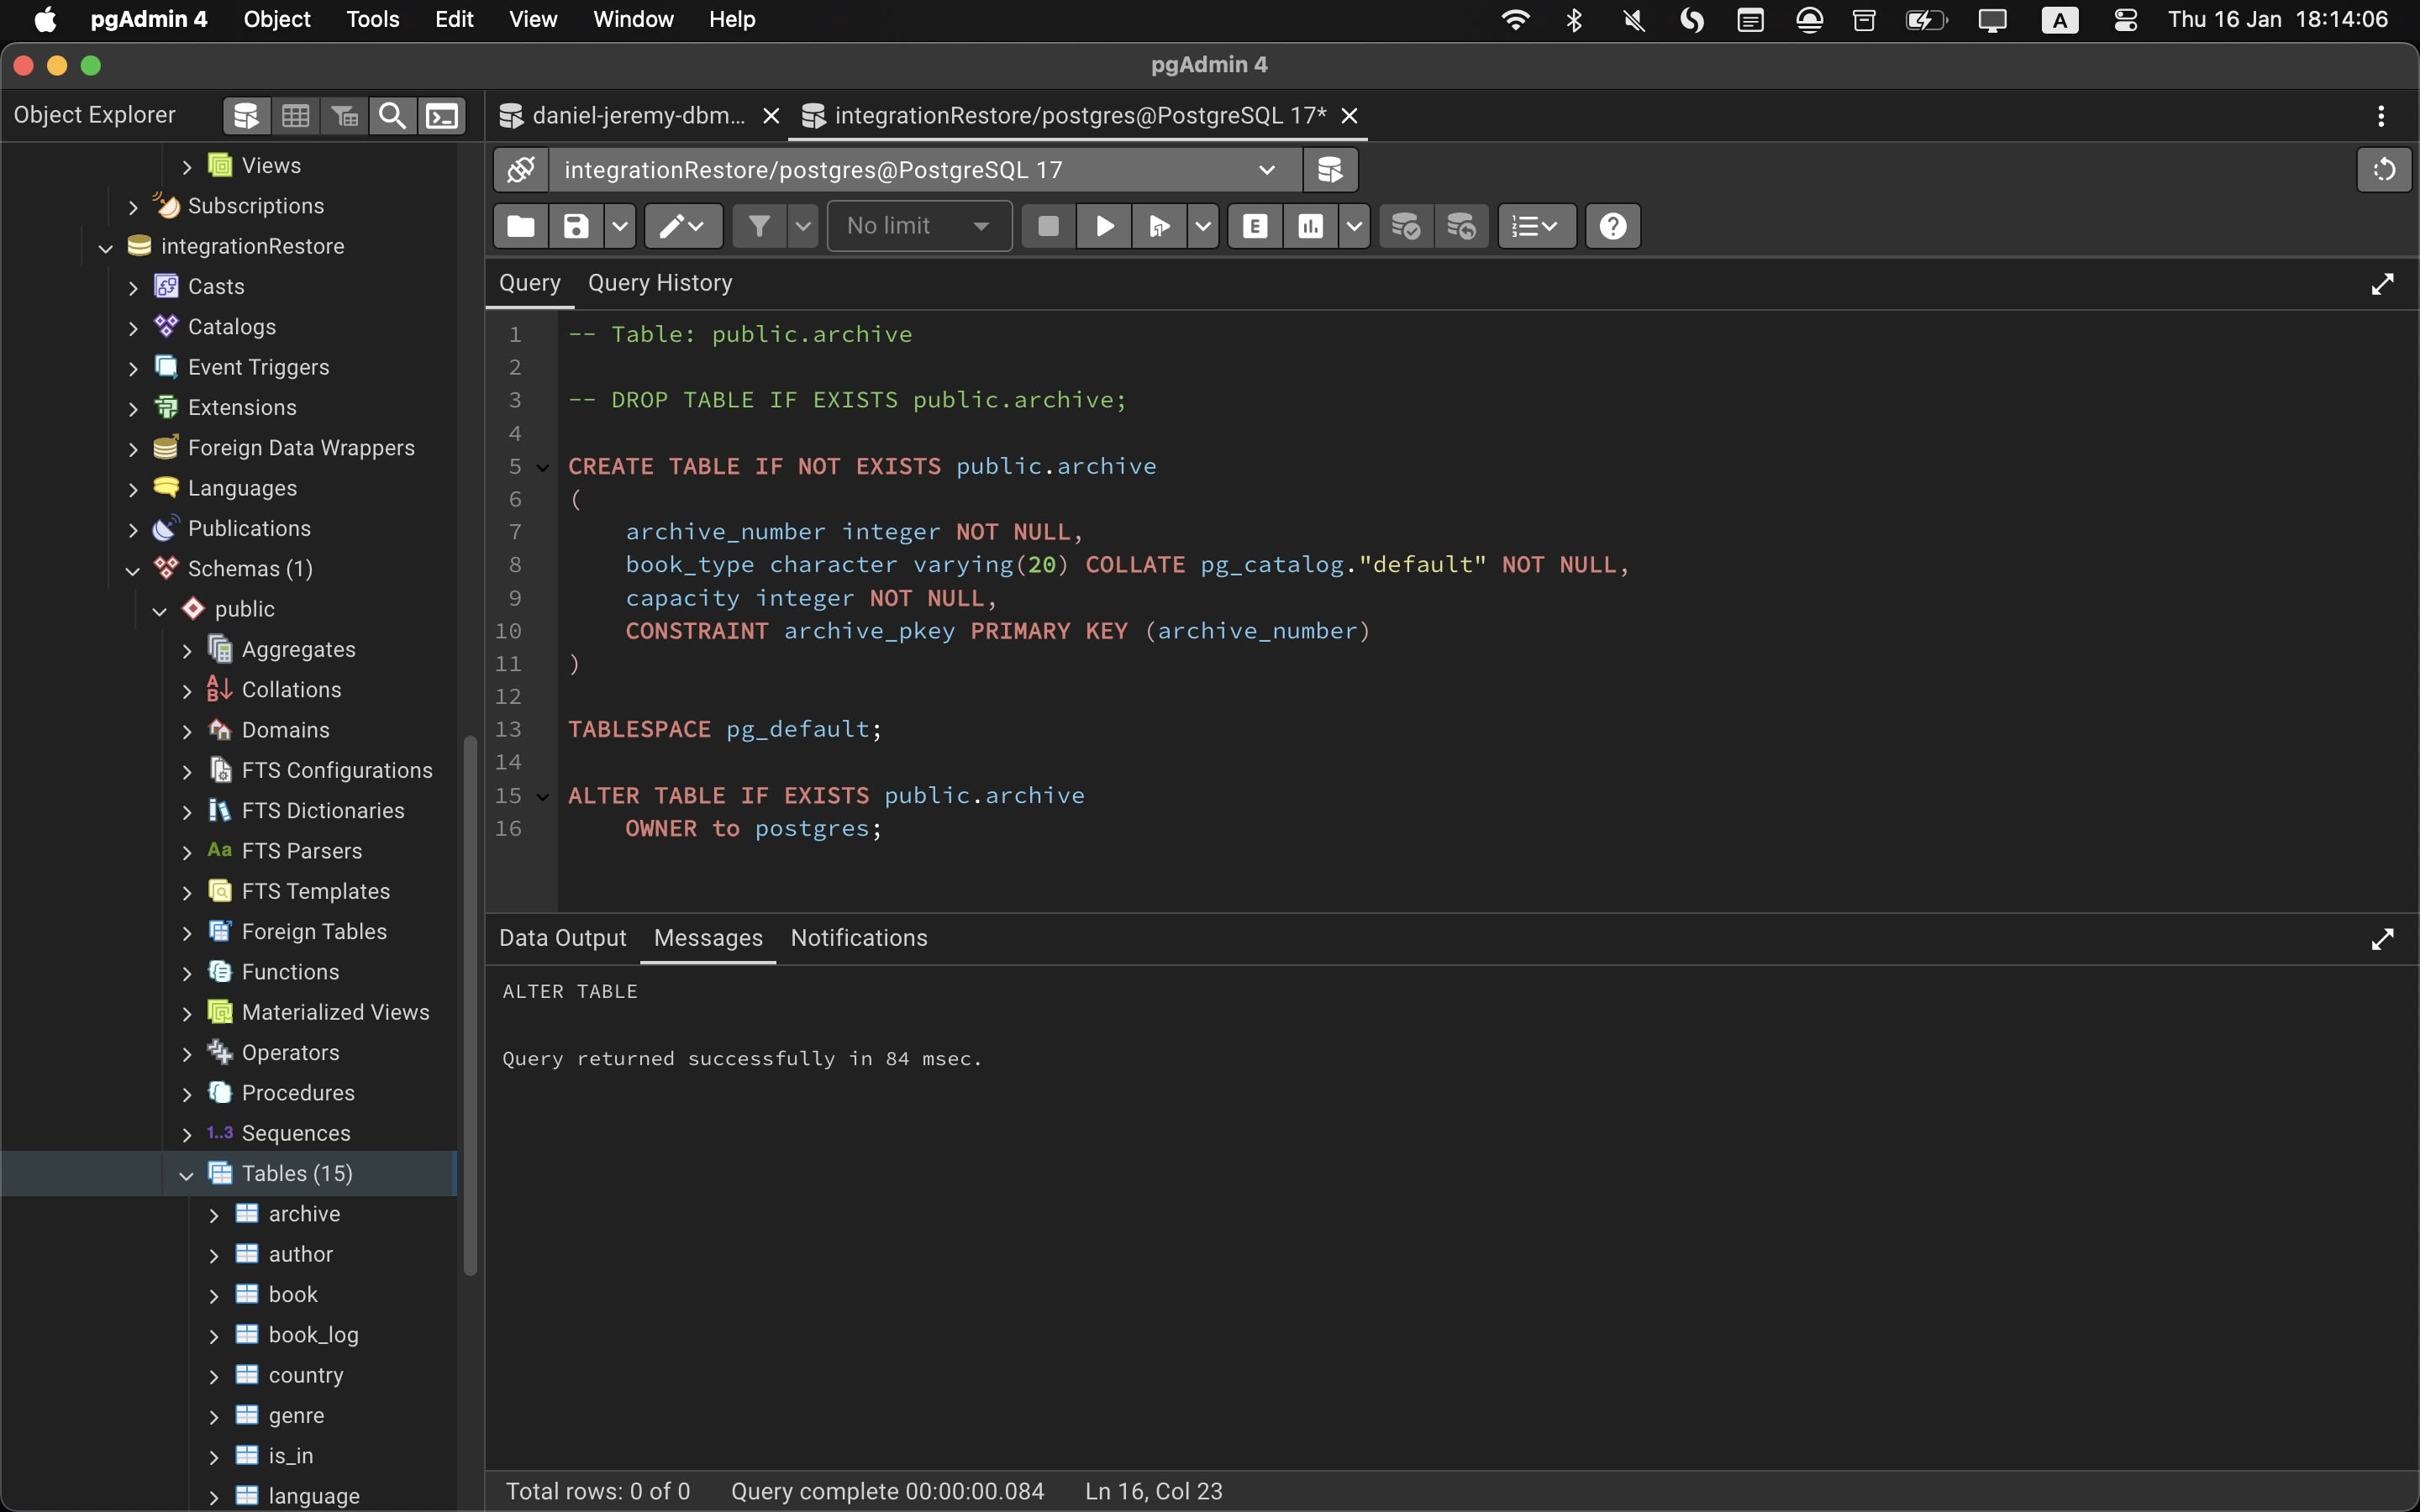 pgAdmin 4 Object Tools Edit View Window Help A Thu 16 Jan 18:14:06
pgAdmin 4
Object Explorer
Views
Subscriptions
integrationRestore
Casts
Catalogs
Event Triggers
Extensions
Foreign Data Wrappers
Languages
Publications
Schemas (1)
public
Aggregates
Collations
Domains
FTS Configurations
FTS Dictionaries
Aa FTS Parsers
FTS Templates
Foreign Tables
Functions
Materialized Views
Operators
Procedures
1..3 Sequences
Tables (15)
archive
author
book
book_log
country
genre
is_in
language
daniel-jeremy-dbm... integrationRestore/postgres@PostgreSQL 17*
integrationRestore/postgres@PostgreSQL 17
No limit E
Query Query History
1 -- Table: public.archive
2
3 -- DROP TABLE IF EXISTS public.archive;
4
5 CREATE TABLE IF NOT EXISTS public.archive
6 (
7 archive_number integer NOT NULL,
8 book_type character varying(20) COLLATE pg_catalog."default" NOT NULL,
9 capacity integer NOT NULL,
10 CONSTRAINT archive_pkey PRIMARY KEY (archive_number)
11 )
12
13 TABLESPACE pg_default;
14
15 ALTER TABLE IF EXISTS public.archive
16 OWNER to postgres;
Data Output Messages Notifications
ALTER TABLE
Query returned successfully in 84 msec.
Total rows: 0 of 0 Query complete 00:00:00.084 Ln 16, Col 23